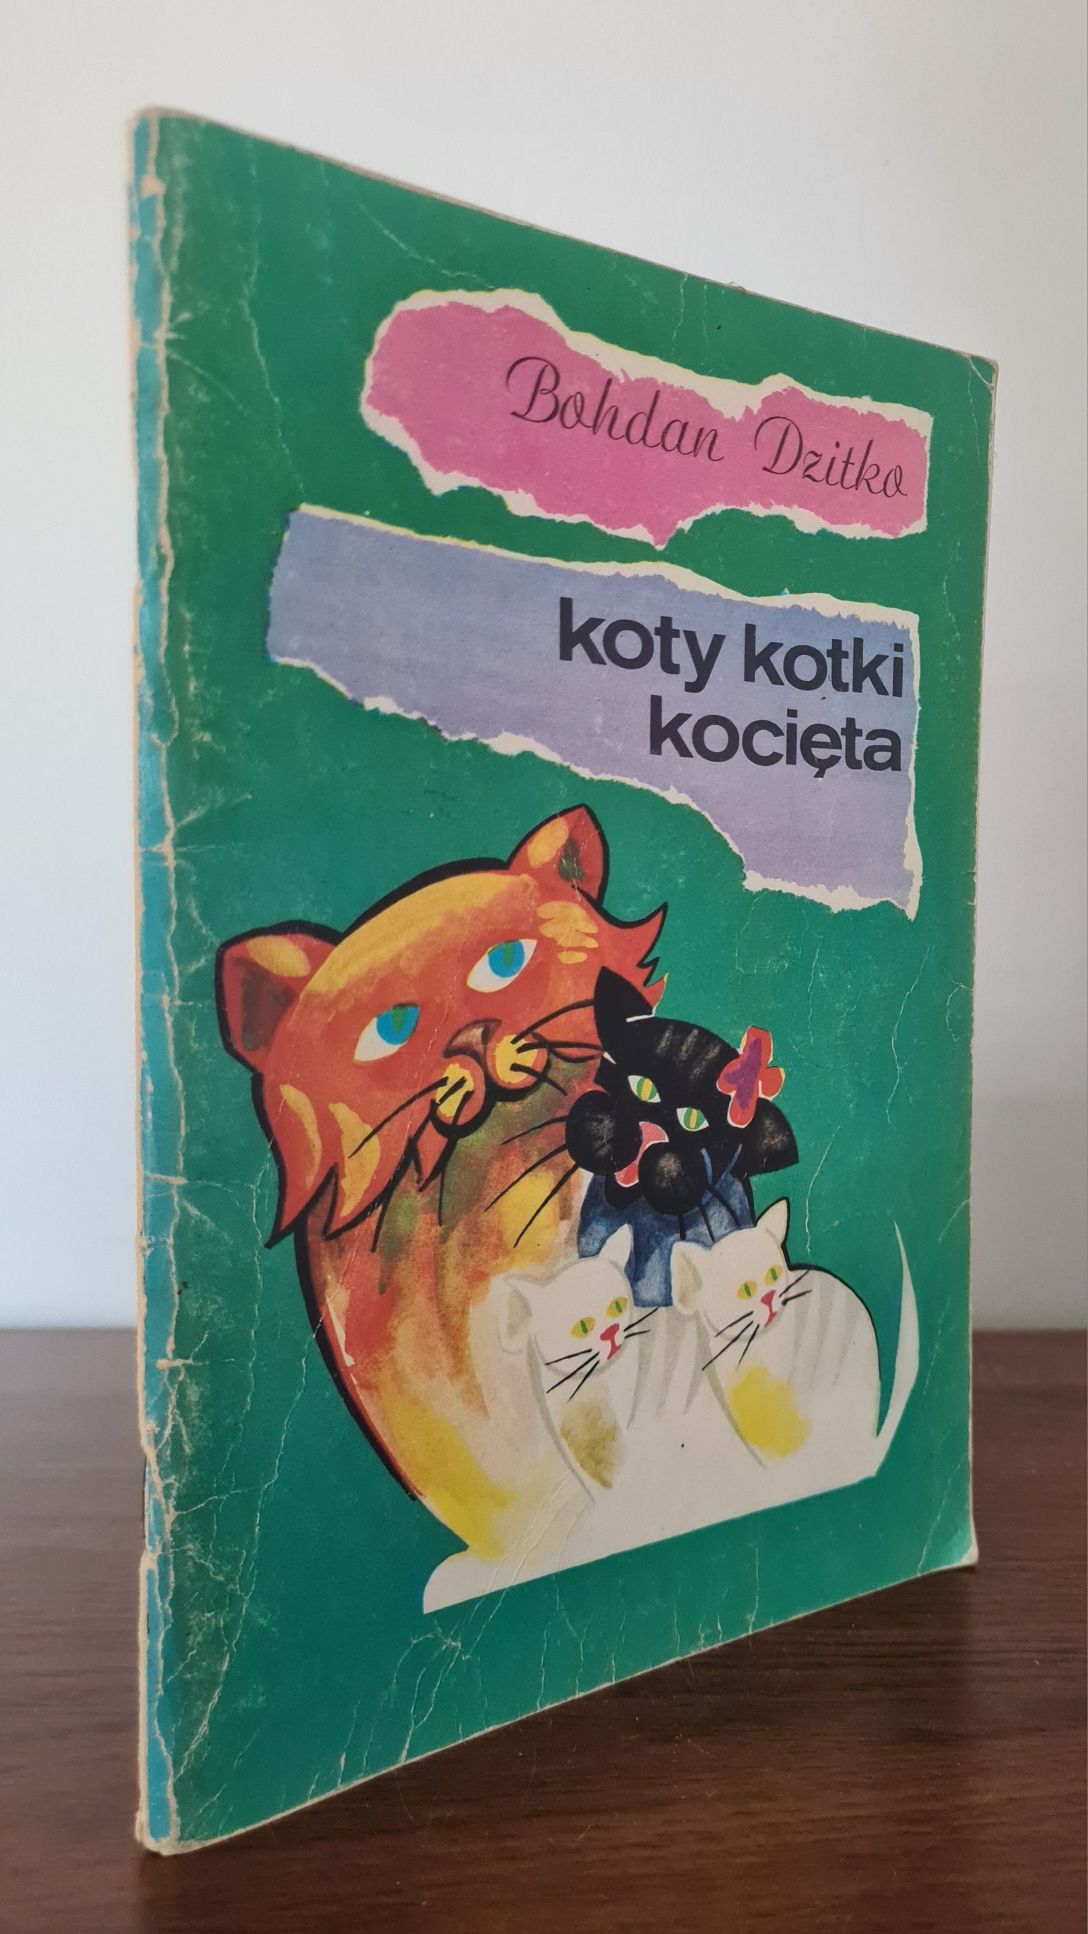 Bohdan Dzitko
koty kotki
kocięta